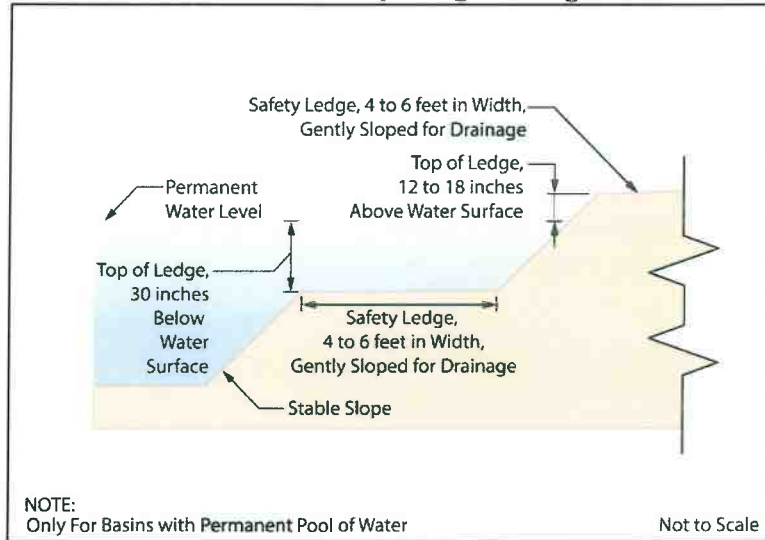 Safety Ledge, 4 to 6 feet in Width,
Gently Sloped for Drainage
Top of Ledge,
12 to 18 inches
Above Water Surface
Permanent
Water Level
Top of Ledge,
30 inches
Below
Water
Surface
Safety Ledge,
4 to 6 feet in Width,
Gently Sloped for Drainage
Stable Slope
NOTE:
Only For Basins with Permanent Pool of Water
Not to Scale